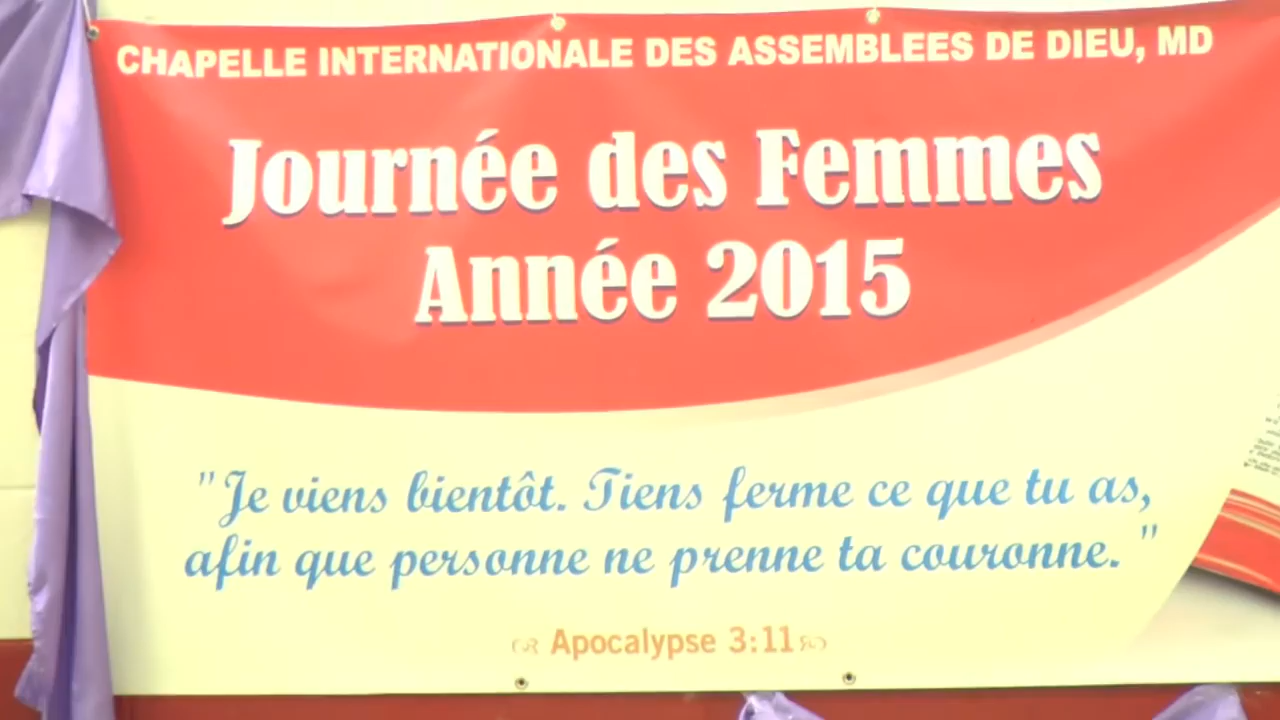 CHAPELLE INTERNATIONALE DES ASSEMBLEES DE DIEU, MD
Journée des Femmes
Année 2015
"Je viens bientôt. Tiens ferme ce que tu as,
afin que personne ne prenne ta couronne."
Apocalypse 3:11